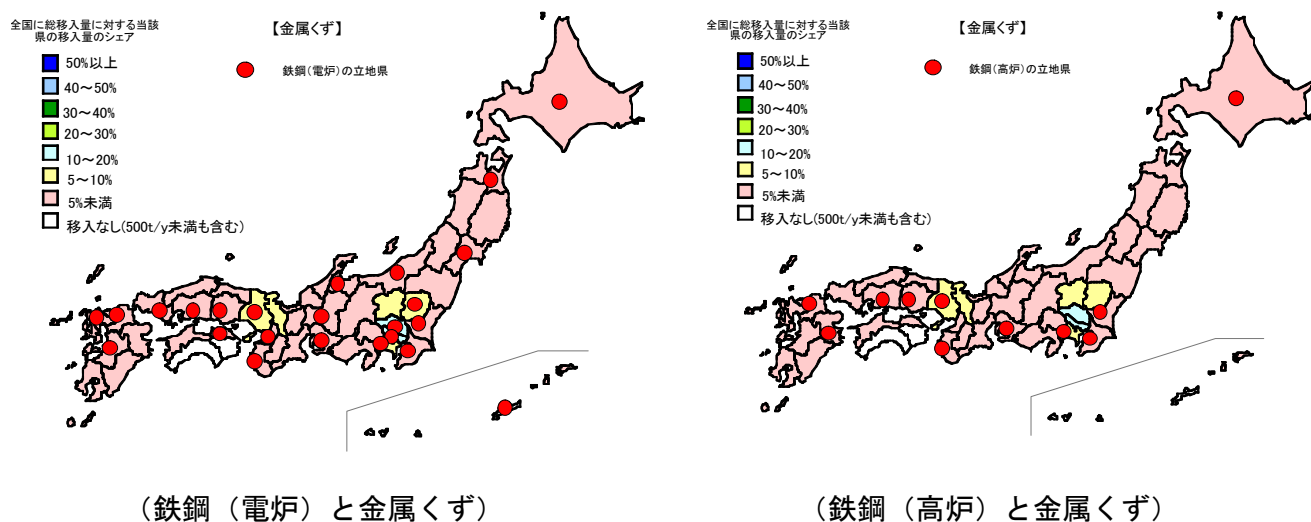 全国に総移入量に対する当該
県の移入量のシェア
【金属くず】
50%以上
鉄鋼(電炉)の立地県
40～50%
30～40%
20～30%
10～20%
5～10%
5%未満
移入なし(500t/y未満も含む)
(鉄鋼（電炉）と金属くず)
全国に総移入量に対する当該
県の移入量のシェア
【金属くず】
50%以上
鉄鋼(高炉)の立地県
40～50%
30～40%
20～30%
10～20%
5～10%
5%未満
移入なし(500t/y未満も含む)
(鉄鋼（高炉）と金属くず)